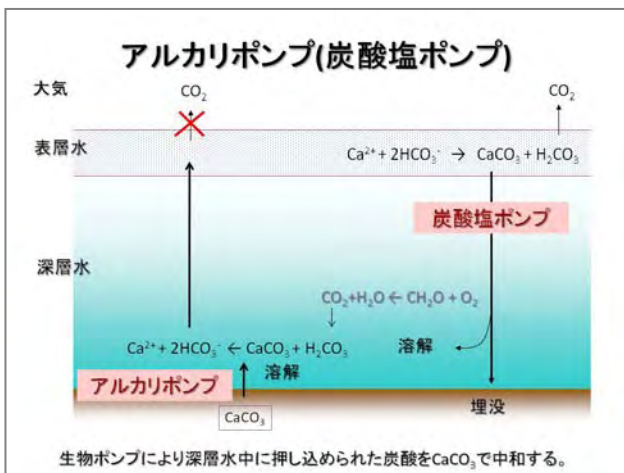 アルカリポンプ(炭酸塩ポンプ)
大気
CO₂
CO₂
表層水
Ca²⁺ + 2HCO₃⁻ → CaCO₃ + H₂CO₃
炭酸塩ポンプ
深層水
CO₂+H₂O ← CH₂O + O₂
Ca²⁺ + 2HCO₃⁻ ← CaCO₃ + H₂CO₃
溶解
溶解
アルカリポンプ
CaCO₃
埋没
生物ポンプにより深層水中に押し込められた炭酸をCaCO₃で中和する。